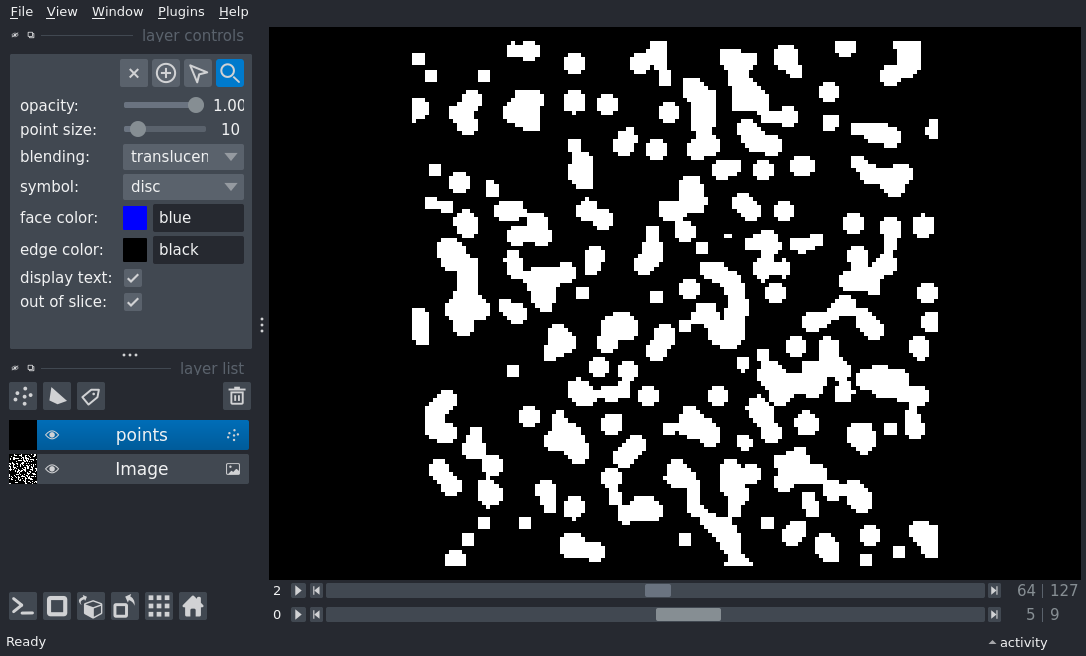 File View Window Plugins Help
layer controls
opacity: 1.00
point size: 10
blending: translucen
symbol: disc
face color: blue
edge color: black
display text:
out of slice:
layer list
points
Image
2 64 | 127
0 5 | 9
Ready activity